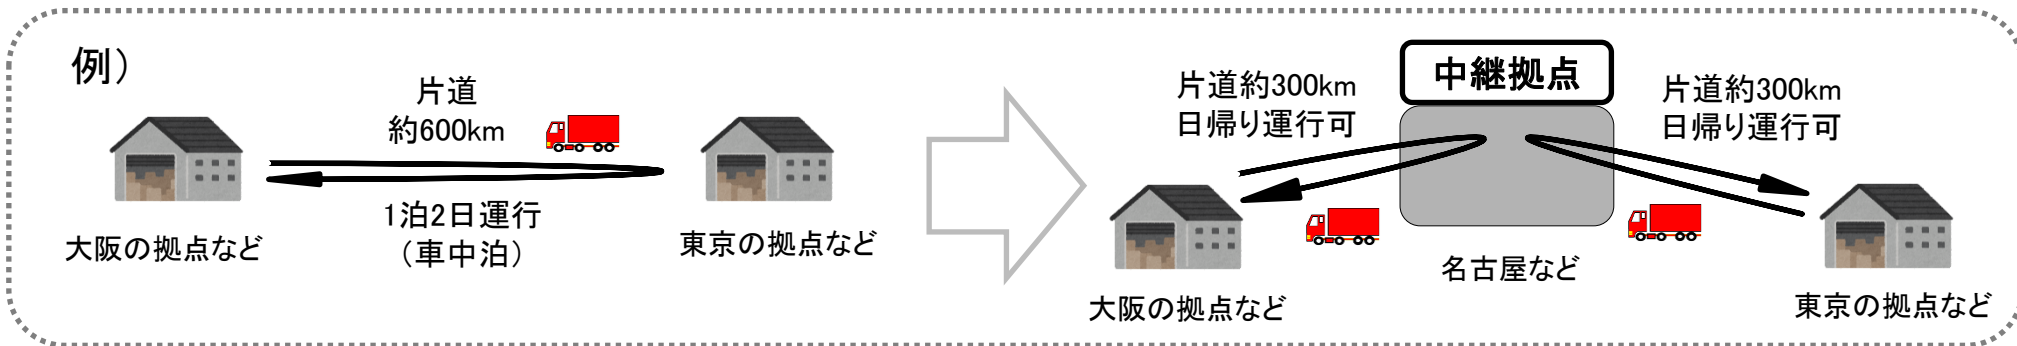 例）
片道
約600km
1泊2日運行
（車中泊）
大阪の拠点など
東京の拠点など
片道約300km
日帰り運行可
中継拠点
片道約300km
日帰り運行可
名古屋など
大阪の拠点など
東京の拠点など